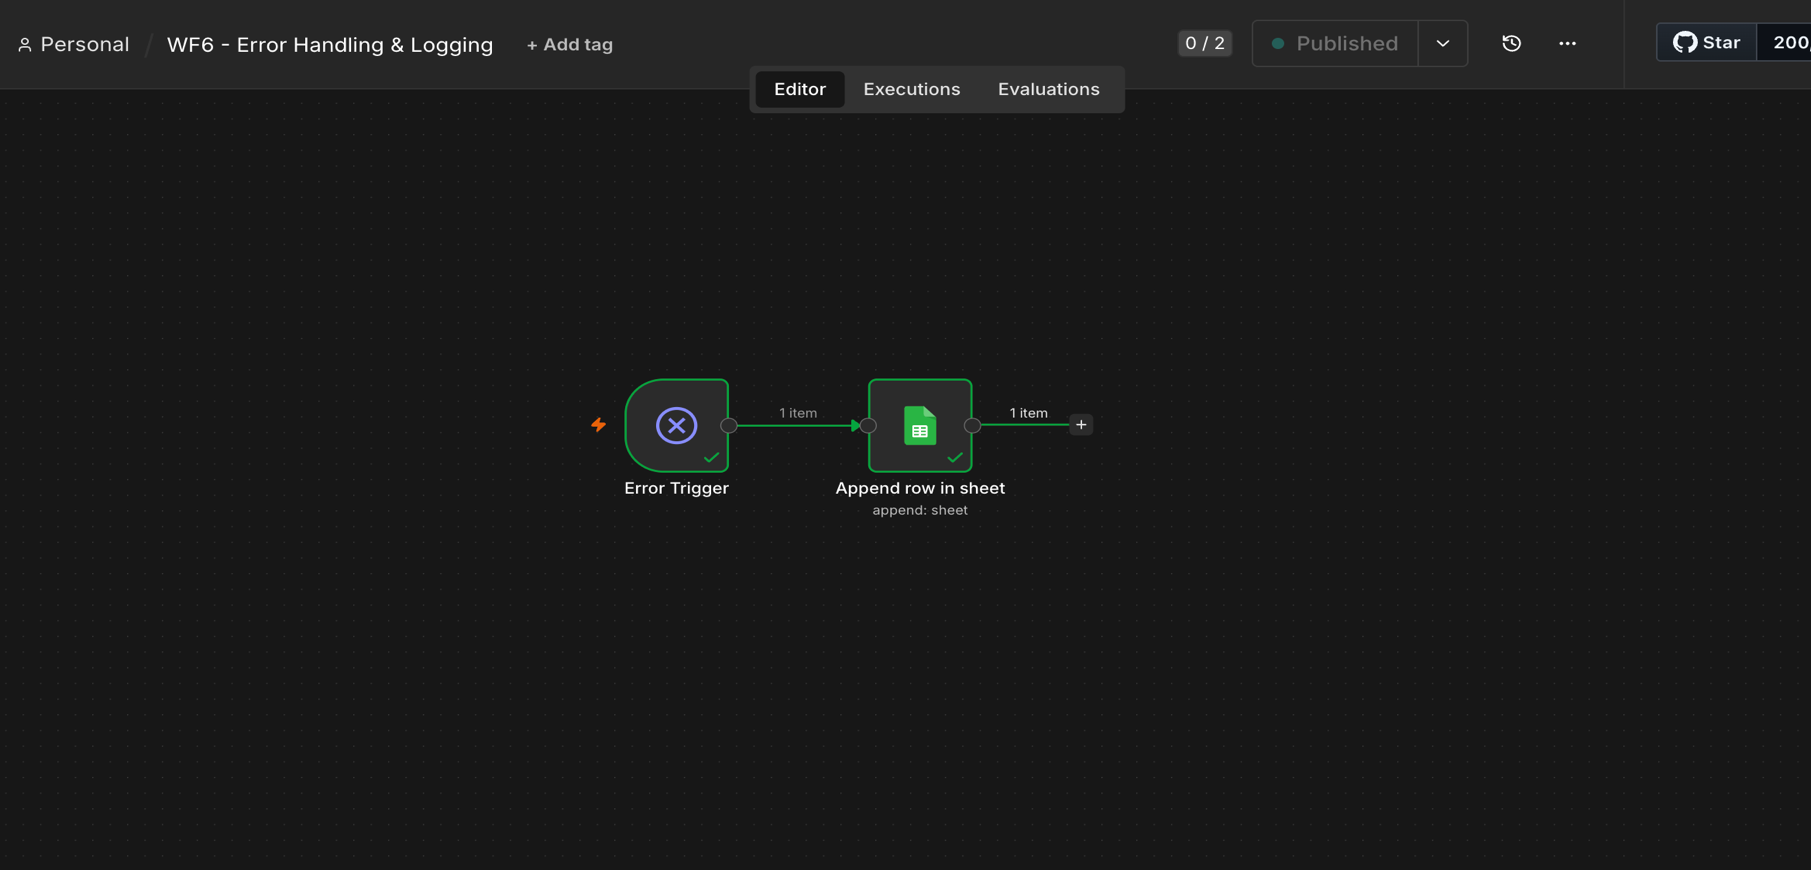 Personal / WF6 - Error Handling & Logging + Add tag 0 / 2 Published Star 200,
Editor Executions Evaluations
1 item 1 item
Error Trigger Append row in sheet
append: sheet